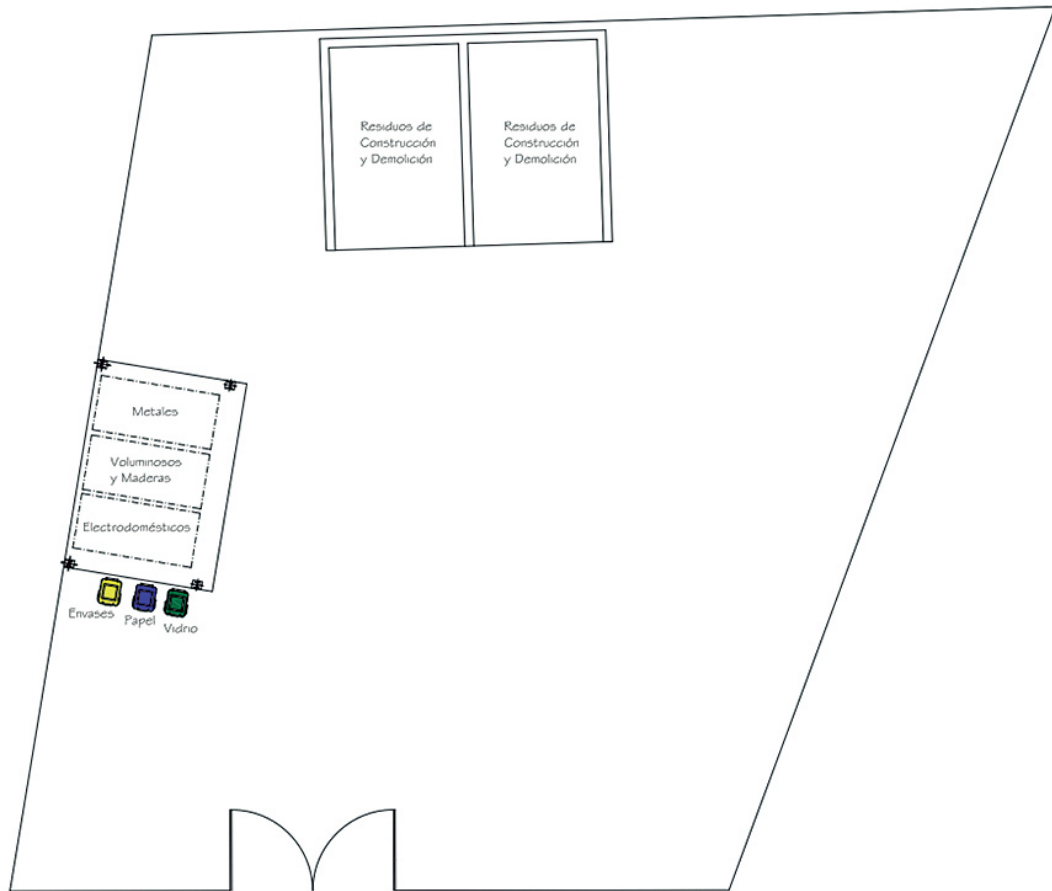 Residuos de
Construcción
y Demolición
Residuos de
Construcción
y Demolición
Metales
Voluminosos
y Maderas
Electrodomésticos
Envases
Papel
Vidrio